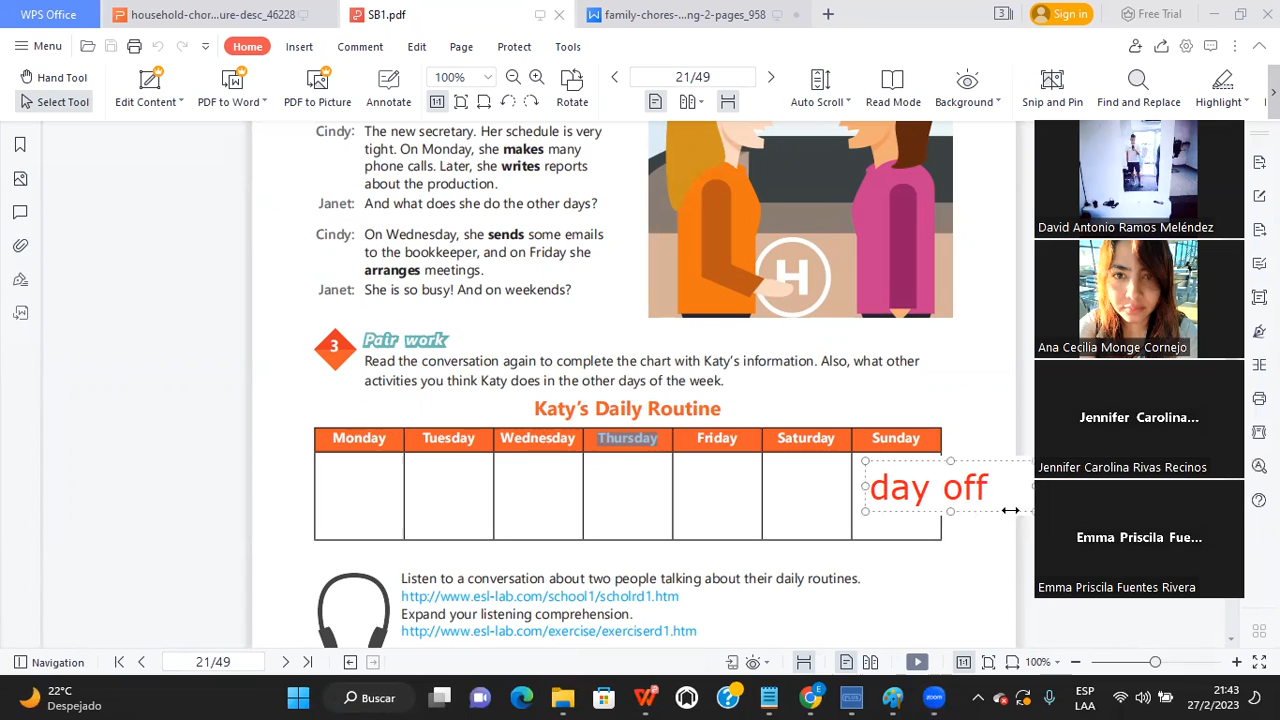 WPS Office
household-chor...ure-desc_46228
SB1.pdf
family-chores-...ng-2-pages_958
3
Sign in
Free Trial
Menu
Home
Insert
Comment
Edit
Page
Protect
Tools
Hand Tool
Select Tool
Edit Content
PDF to Word
PDF to Picture
Annotate
100%
Rotate
21/49
Auto Scroll
Read Mode
Background
Snip and Pin
Find and Replace
Highlight
Cindy: The new secretary. Her schedule is very
tight. On Monday, she makes many
phone calls. Later, she writes reports
about the production.
Janet: And what does she do the other days?
Cindy: On Wednesday, she sends some emails
to the bookkeeper, and on Friday she
arranges meetings.
Janet: She is so busy! And on weekends?
H
3 Pair work
Read the conversation again to complete the chart with Katy's information. Also, what other
activities you think Katy does in the other days of the week.
Katy's Daily Routine
Monday Tuesday Wednesday Thursday Friday Saturday Sunday
day off
Listen to a conversation about two people talking about their daily routines.
http://www.esl-lab.com/school1/scholrd1.htm
Expand your listening comprehension.
http://www.esl-lab.com/exercise/exerciserd1.htm
David Antonio Ramos Meléndez
Ana Cecilia Monge Cornejo
Jennifer Carolina...
Jennifer Carolina Rivas Recinos
Emma Priscila Fue...
Emma Priscila Fuentes Rivera
Navigation
21/49
100%
22°C
Despejado
Buscar
ESP
LAA
21:43
27/2/2023